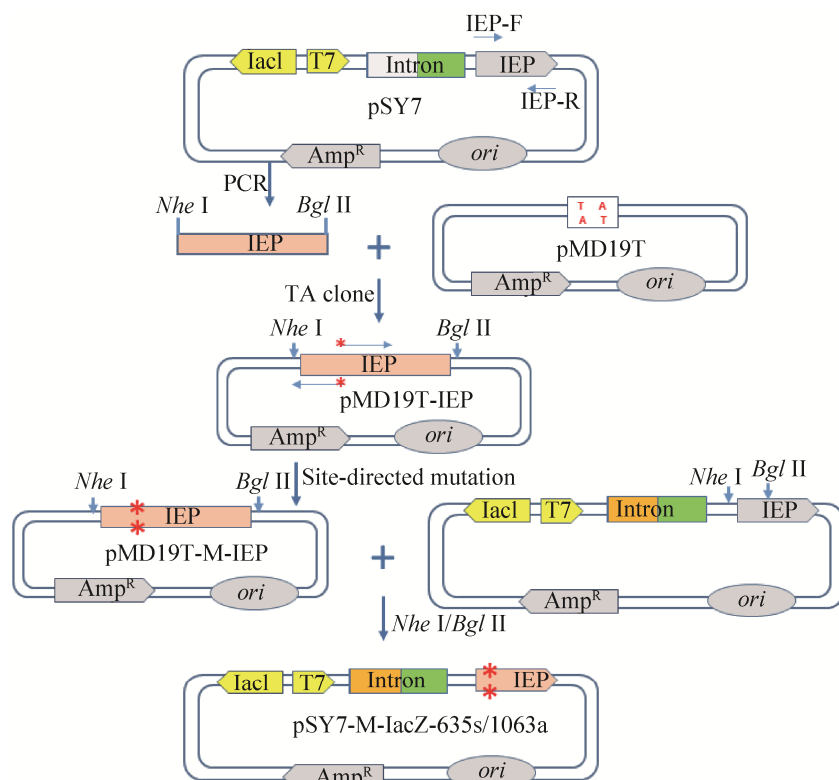 IEP-F
IacI T7 Intron IEP
IEP-R
pSY7
Amp^R ori
PCR
Nhe I Bgl II
IEP
+
T A
A T
pMD19T
Amp^R ori
TA clone
Nhe I Bgl II
* IEP
*
pMD19T-IEP
Amp^R ori
Site-directed mutation
Nhe I Bgl II
* IEP
*
pMD19T-M-IEP
Amp^R ori
+
Nhe I Bgl II
IacI T7 Intron IEP
Amp^R ori
Nhe I/Bgl II
IacI T7 Intron * IEP
*
pSY7-M-IacZ-635s/1063a
Amp^R ori